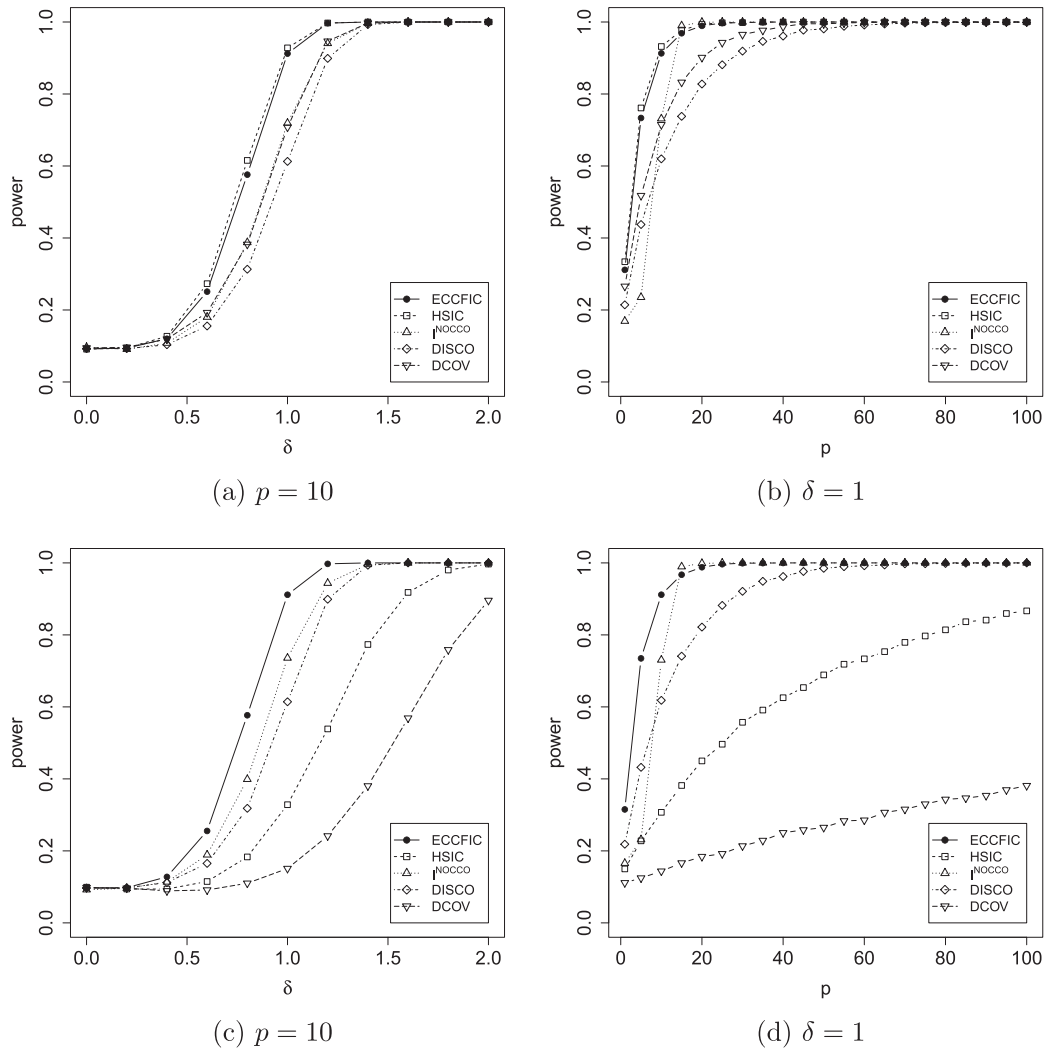 power
0.0 0.2 0.4 0.6 0.8 1.0
ECCFIC
HSIC
I^NOCCO
DISCO
DCOV
0.0 0.5 1.0 1.5 2.0
δ
(a) p = 10
power
0.0 0.2 0.4 0.6 0.8 1.0
ECCFIC
HSIC
I^NOCCO
DISCO
DCOV
0 20 40 60 80 100
p
(b) δ = 1
power
0.0 0.2 0.4 0.6 0.8 1.0
ECCFIC
HSIC
I^NOCCO
DISCO
DCOV
0.0 0.5 1.0 1.5 2.0
δ
(c) p = 10
power
0.0 0.2 0.4 0.6 0.8 1.0
ECCFIC
HSIC
I^NOCCO
DISCO
DCOV
0 20 40 60 80 100
p
(d) δ = 1